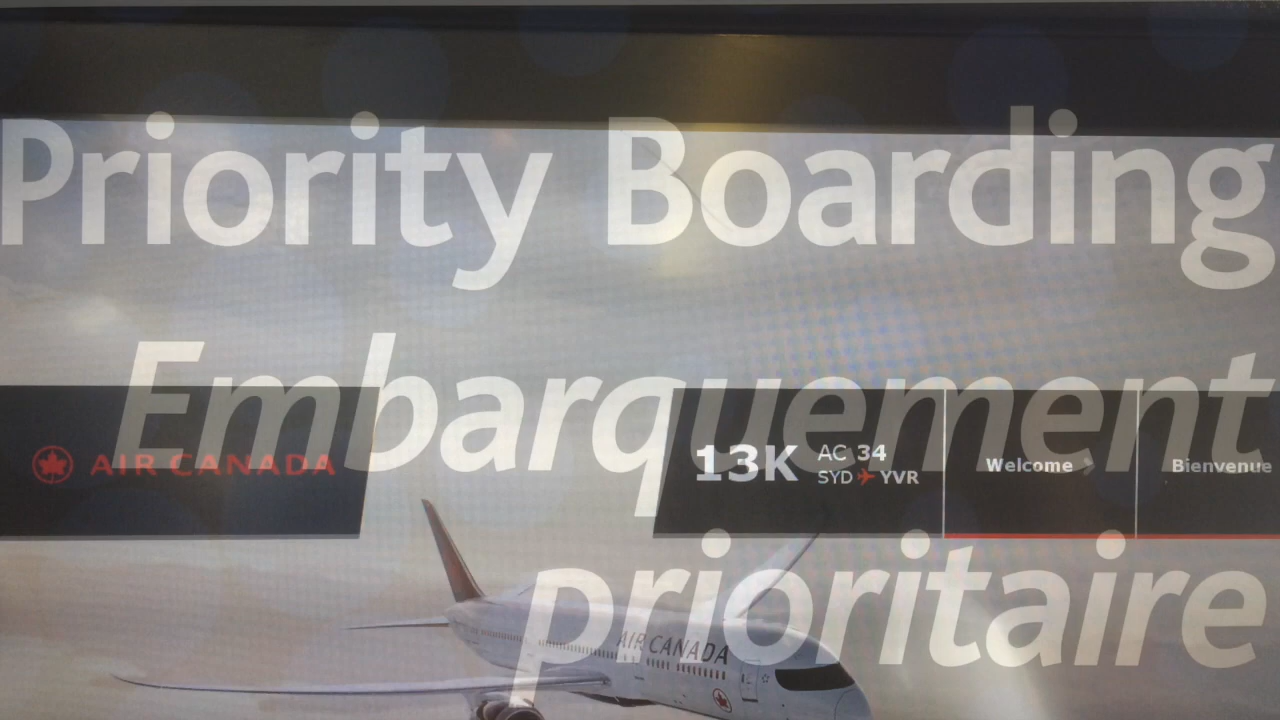 Priority Boarding
Embarquement
prioritaire
AIR CANADA
13K
AC 34
SYD YVR
Welcome
Bienvenue
AIR CANADA